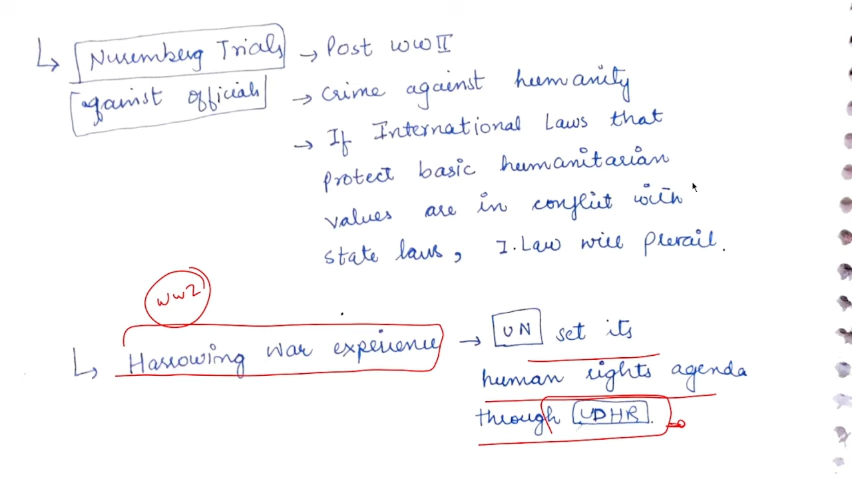 ↳ Nuremberg Trials → Post WW II
against officials → Crime against humanity
→ If International Laws that
protect basic humanitarian
values are in conflict with
state laws, I. Law will prevail.
WW2
↳ Harrowing war experience → UN set its
human rights agenda
through UDHR.